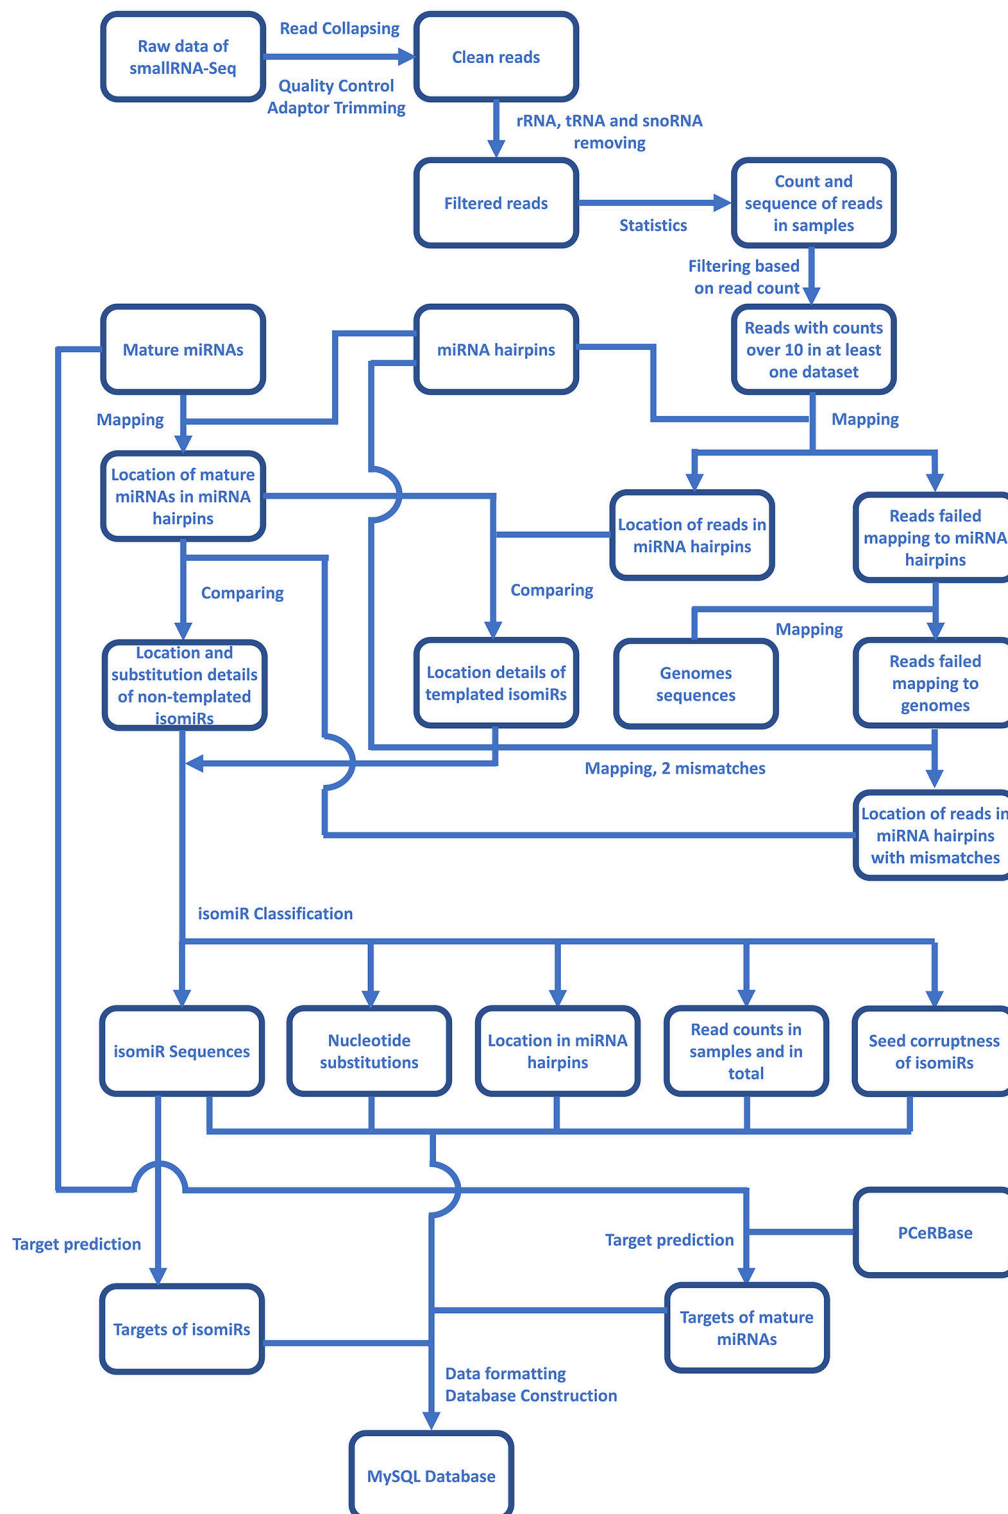 Raw data of
smallRNA-Seq
Read Collapsing
Quality Control
Adaptor Trimming
Clean reads
rRNA, tRNA and snoRNA
removing
Filtered reads
Statistics
Count and
sequence of reads
in samples
Filtering based
on read count
Mature miRNAs
miRNA hairpins
Reads with counts
over 10 in at least
one dataset
Mapping
Mapping
Location of mature
miRNAs in miRNA
hairpins
Location of reads in
miRNA hairpins
Reads failed
mapping to miRNA
hairpins
Comparing
Comparing
Mapping
Location and
substitution details
of non-templated
isomiRs
Location details of
templated isomiRs
Genomes
sequences
Reads failed
mapping to
genomes
Mapping, 2 mismatches
Location of reads in
miRNA hairpins
with mismatches
isomiR Classification
isomiR Sequences
Nucleotide
substitutions
Location in miRNA
hairpins
Read counts in
samples and in
total
Seed corruptness
of isomiRs
Target prediction
Target prediction
PCeRBase
Targets of isomiRs
Targets of mature
miRNAs
Data formatting
Database Construction
MySQL Database